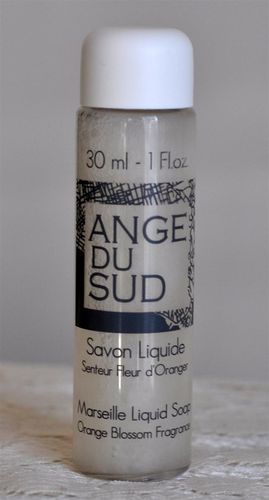 30 ml - 1 Fl.oz.
ANGE
DU
SUD
Savon Liquide
Senteur Fleur d'Oranger
Marseille Liquid Soap
Orange Blossom Fragrance